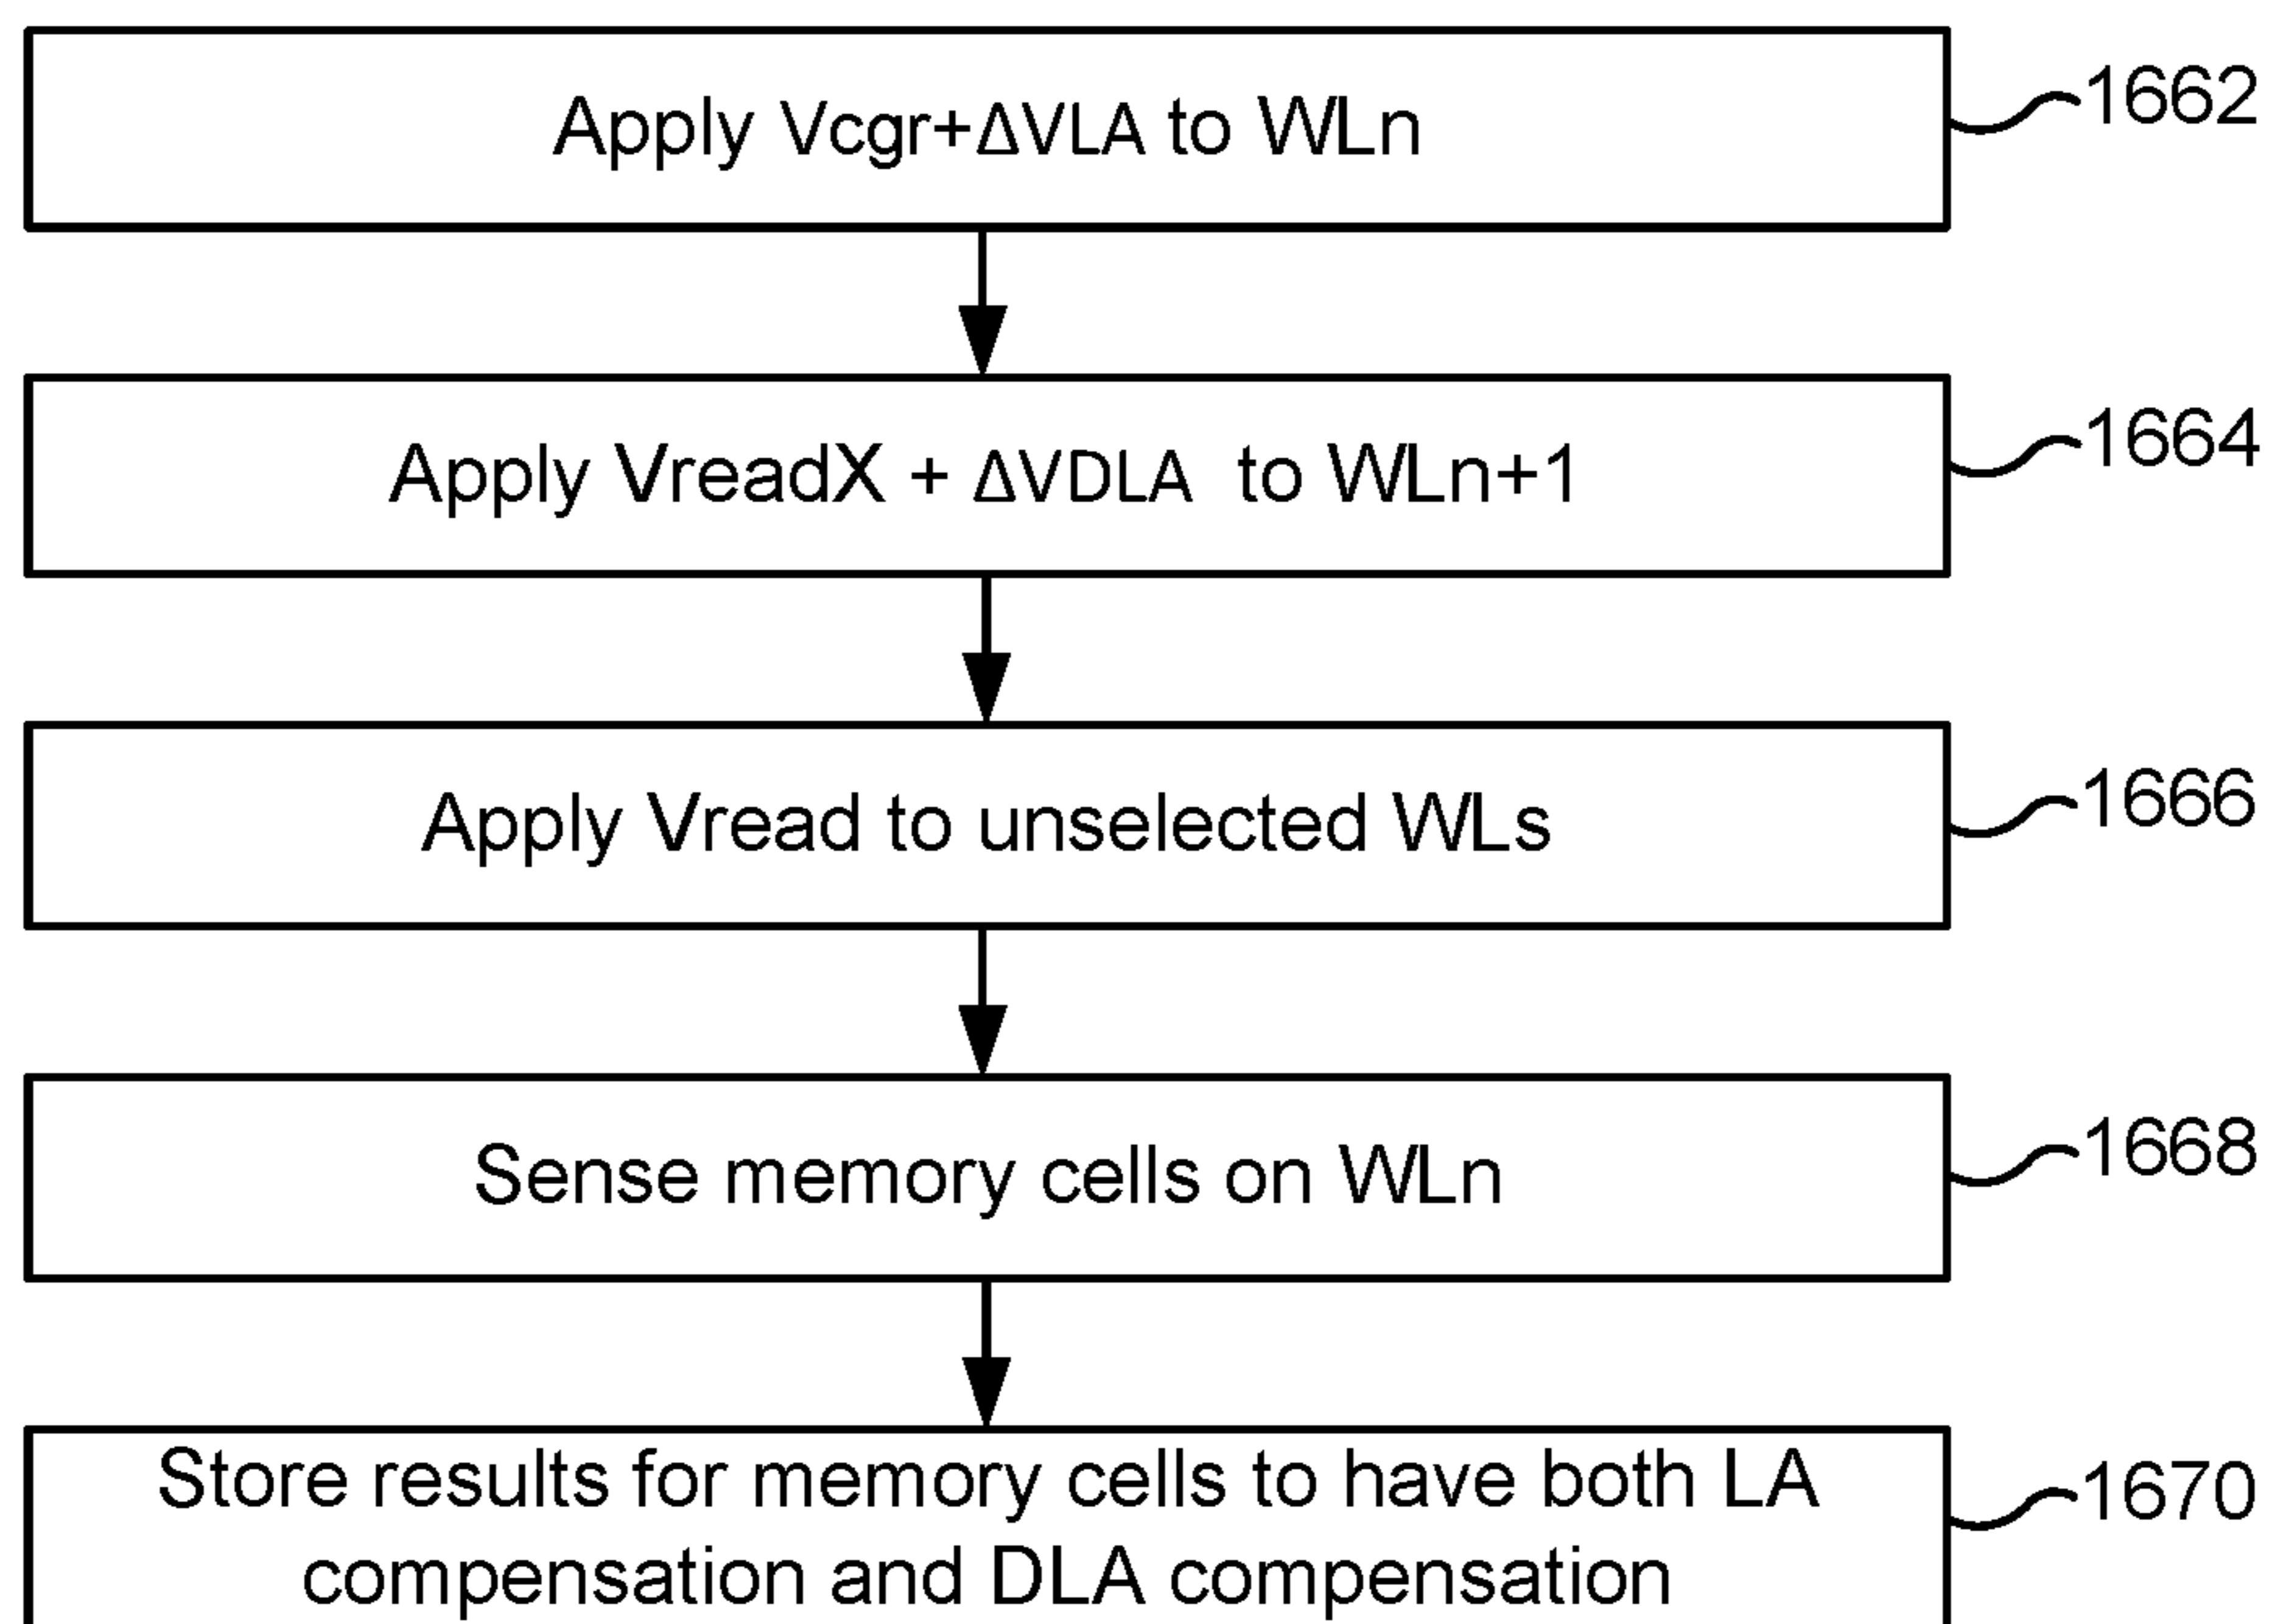 Apply Vcgr+ΔVLA to WLn
1662
Apply VreadX + ΔVDLA to WLn+1
1664
Apply Vread to unselected WLs
1666
Sense memory cells on WLn
1668
Store results for memory cells to have both LA
compensation and DLA compensation
1670